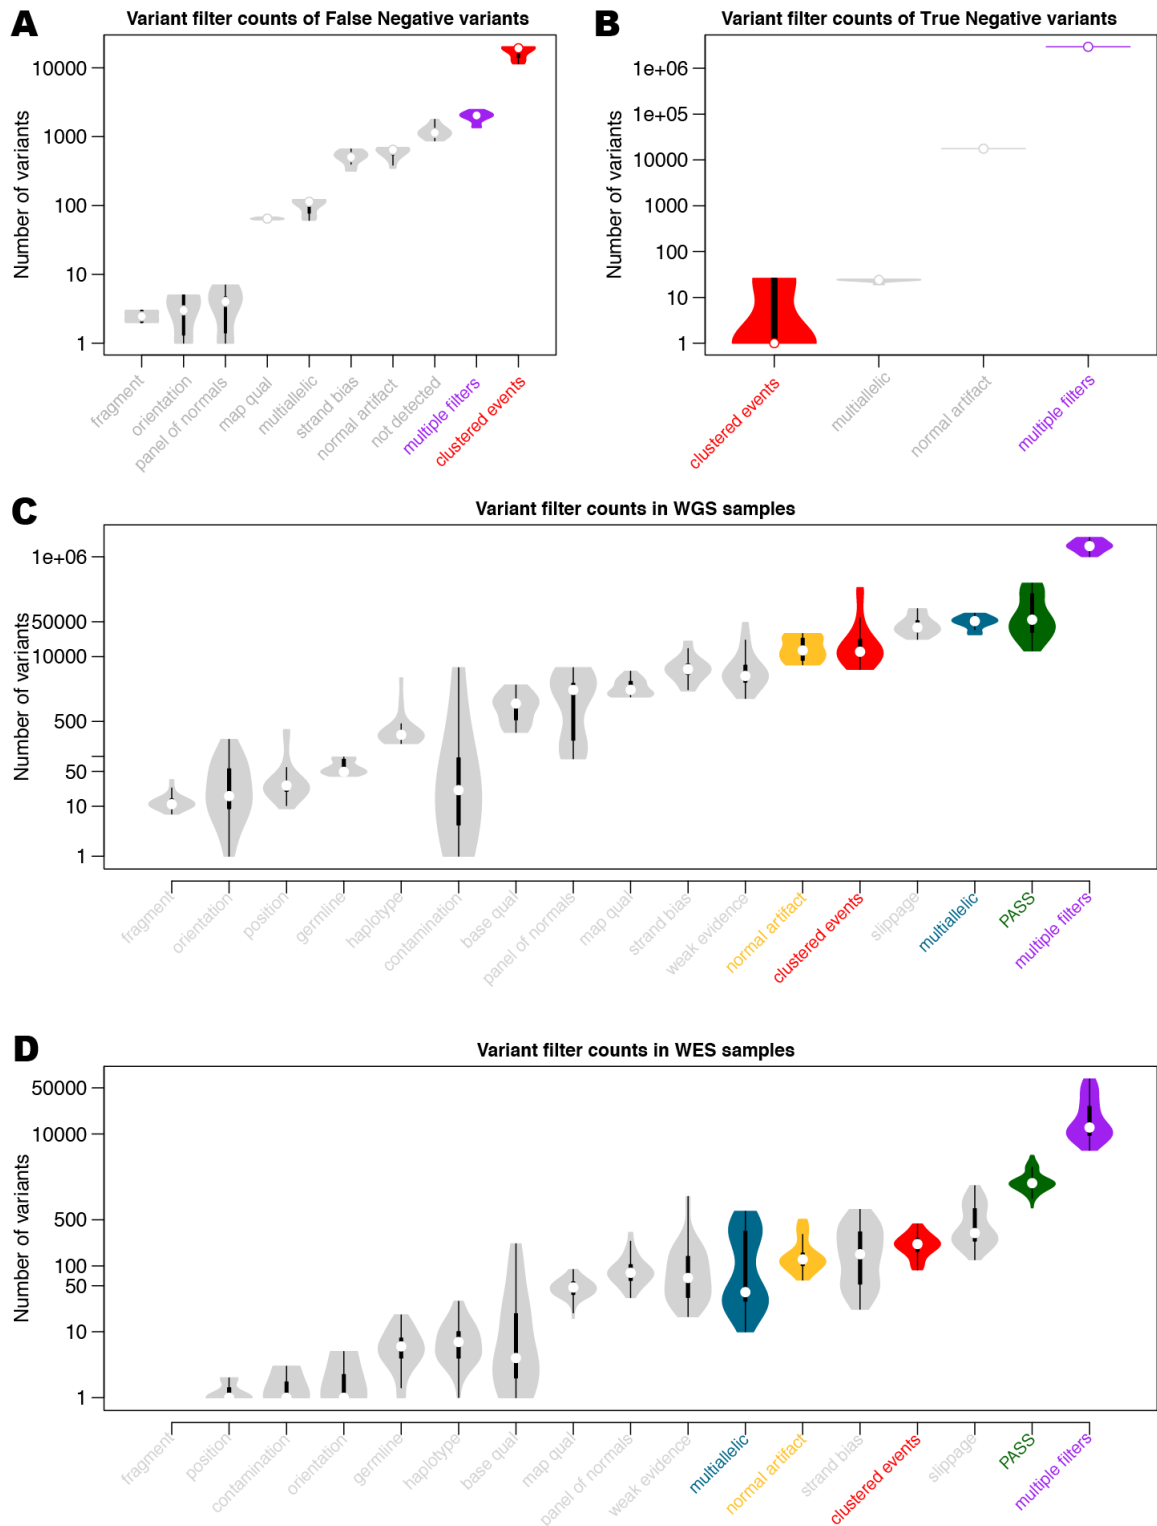 A
Variant filter counts of False Negative variants
Number of variants
10000
1000
100
10
1
fragment
orientation
panel of normals
map qual
multiallelic
strand bias
normal artifact
not detected
multiple filters
clustered events
B
Variant filter counts of True Negative variants
Number of variants
1e+06
1e+05
10000
1000
100
10
1
clustered events
multiallelic
normal artifact
multiple filters
C
Variant filter counts in WGS samples
Number of variants
1e+06
50000
10000
500
50
10
1
fragment
orientation
position
germine
haplotype
contamination
base qual
panel of normals
map qual
strand bias
weak evidence
normal artifact
clustered events
slippage
multiallelic
PASS
multiple filters
D
Variant filter counts in WES samples
Number of variants
50000
10000
500
100
50
10
1
fragment
position
contamination
orientation
germline
haplotype
base qual
map qual
panel of normals
weak evidence
multiallelic
normal artifact
strand bias
clustered events
slippage
PASS
multiple filters